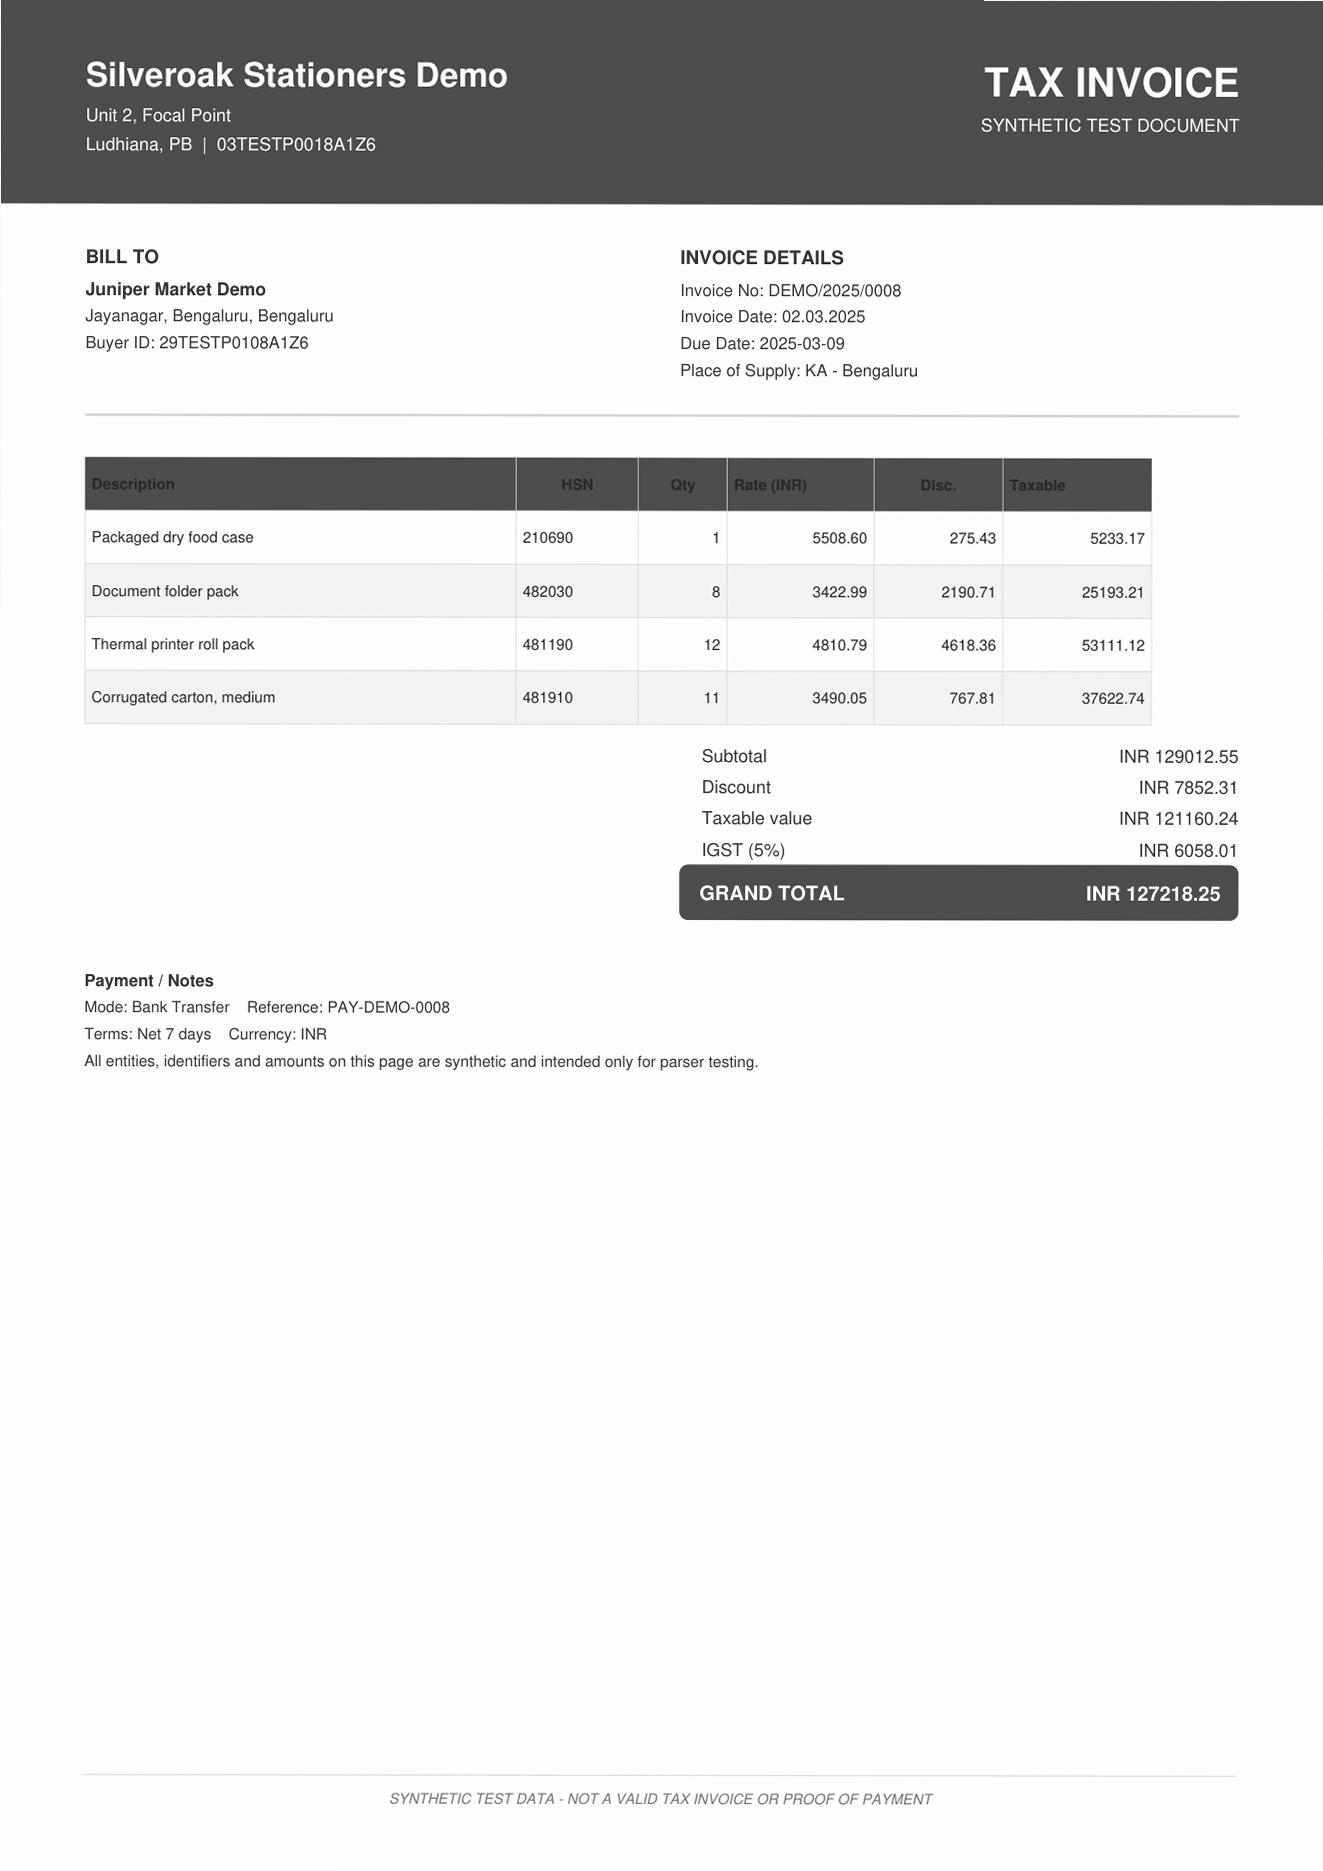 Silveroak Stationers Demo
Unit 2, Focal Point
Ludhiana, PB | 03TESTP0018A1Z6
TAX INVOICE
SYNTHETIC TEST DOCUMENT
BILL TO
Juniper Market Demo
Jayanagar, Bengaluru, Bengaluru
Buyer ID: 29TESTP0108A1Z6
INVOICE DETAILS
Invoice No: DEMO/2025/0008
Invoice Date: 02.03.2025
Due Date: 2025-03-09
Place of Supply: KA - Bengaluru
Description HSN Qty Rate (INR) Disc. Taxable
Packaged dry food case 210690 1 5508.60 275.43 5233.17
Document folder pack 482030 8 3422.99 2190.71 25193.21
Thermal printer roll pack 481190 12 4810.79 4618.36 53111.12
Corrugated carton, medium 481910 11 3490.05 767.81 37622.74
Subtotal INR 129012.55
Discount INR 7852.31
Taxable value INR 121160.24
IGST (5%) INR 6058.01
GRAND TOTAL INR 127218.25
Payment / Notes
Mode: Bank Transfer Reference: PAY-DEMO-0008
Terms: Net 7 days Currency: INR
All entities, identifiers and amounts on this page are synthetic and intended only for parser testing.
SYNTHETIC TEST DATA - NOT A VALID TAX INVOICE OR PROOF OF PAYMENT